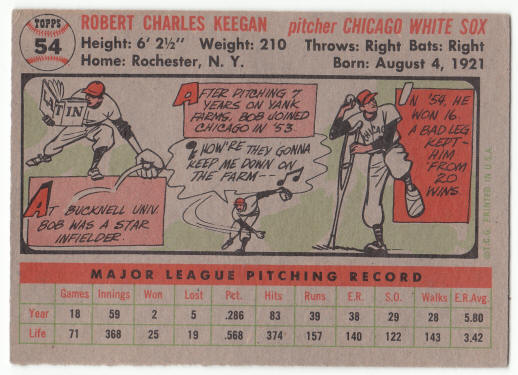 TOPPS
54
ROBERT CHARLES KEEGAN pitcher CHICAGO WHITE SOX
Height: 6' 2½" Weight: 210 Throws: Right Bats: Right
Home: Rochester, N. Y. Born: August 4, 1921
LATIN
AT BUCKNELL UNIV.
BOB WAS A STAR
INFIELDER.
AFTER PITCHING 7
YEARS ON YANK
FARMS, BOB JOINED
CHICAGO IN '53.
HOW'RE THEY GONNA
KEEP ME DOWN ON
THE FARM——
CHICAGO
IN '54, HE
WON 16.
A BAD LEG
KEPT
HIM
FROM
20
WINS.
©T.C.G. PRINTED IN U.S.A.
MAJOR LEAGUE PITCHING RECORD
Games Innings Won Lost Pct. Hits Runs E.R. S.O. Walks E.R.Avg.
Year 18 59 2 5 .286 83 39 38 29 28 5.80
Life 71 368 25 19 .568 374 157 140 122 143 3.42